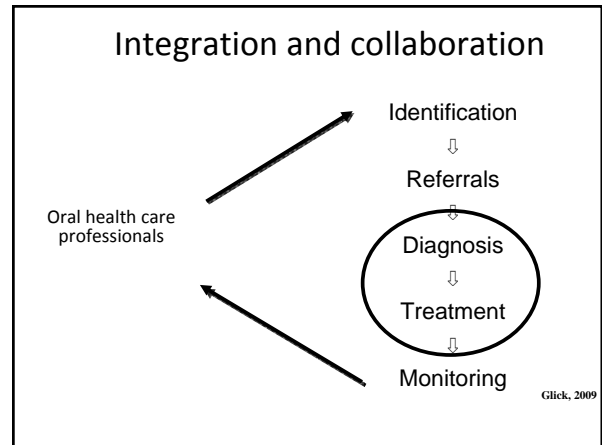 Integration and collaboration
Identification
Referrals
Oral health care
professionals
Diagnosis
Treatment
Monitoring
Glick, 2009